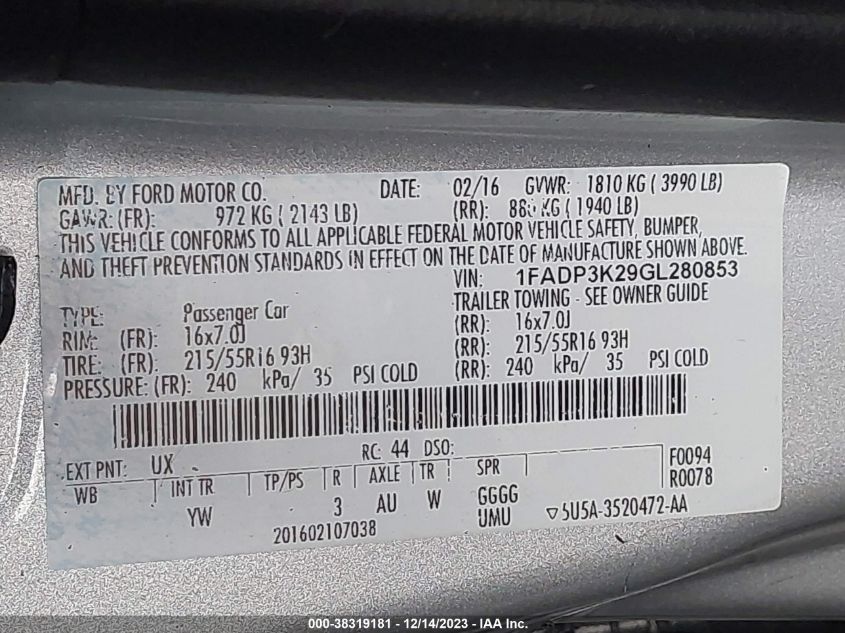 MFD. BY FORD MOTOR CO. DATE: 02/16 GVWR: 1810 KG ( 3990 LB)
GAWR: (FR): 972 KG ( 2143 LB) (RR): 880 KG ( 1940 LB)
THIS VEHICLE CONFORMS TO ALL APPLICABLE FEDERAL MOTOR VEHICLE SAFETY, BUMPER,
AND THEFT PREVENTION STANDARDS IN EFFECT ON THE DATE OF MANUFACTURE SHOWN ABOVE.
VIN: 1FADP3K29GL280853
TYPE: Passenger Car TRAILER TOWING - SEE OWNER GUIDE
RIM: (FR): 16x7.0J (RR): 16x7.0J
TIRE: (FR): 215/55R16 93H (RR): 215/55R16 93H
PRESSURE: (FR): 240 kPa/ 35 PSI COLD (RR): 240 kPa/ 35 PSI COLD
EXT PNT: UX RC: 44 DSO: F0094
WB INT TR TP/PS R AXLE TR SPR R0078
YW 3 AU W GGGG
201602107038 UMU ▽5U5A-3520472-AA
000-38319181 - 12/14/2023 - IAA Inc.